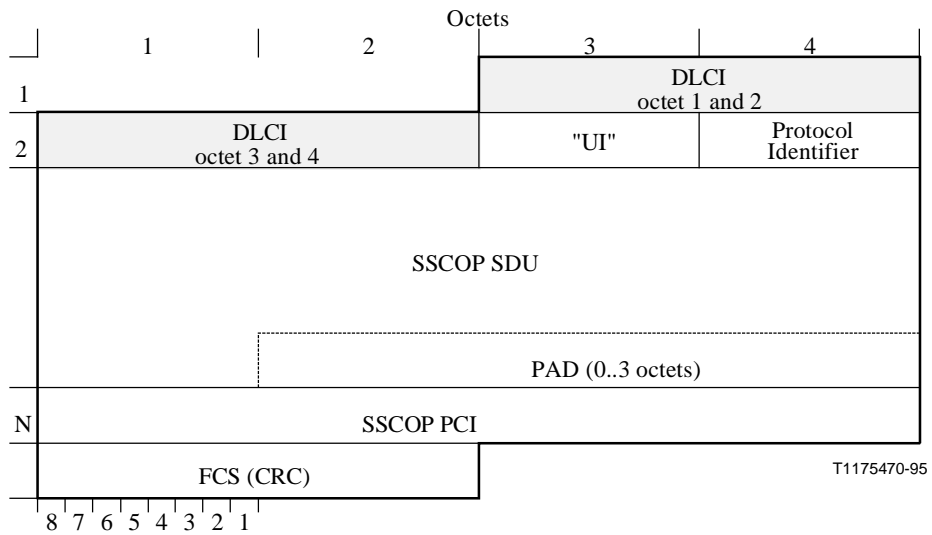 Octets
1 2 3 4
1
DLCI
octet 1 and 2
2
DLCI
octet 3 and 4
"UI"
Protocol
Identifier
SSCOP SDU
PAD (0..3 octets)
N
SSCOP PCI
FCS (CRC)
T1175470-95
8 7 6 5 4 3 2 1